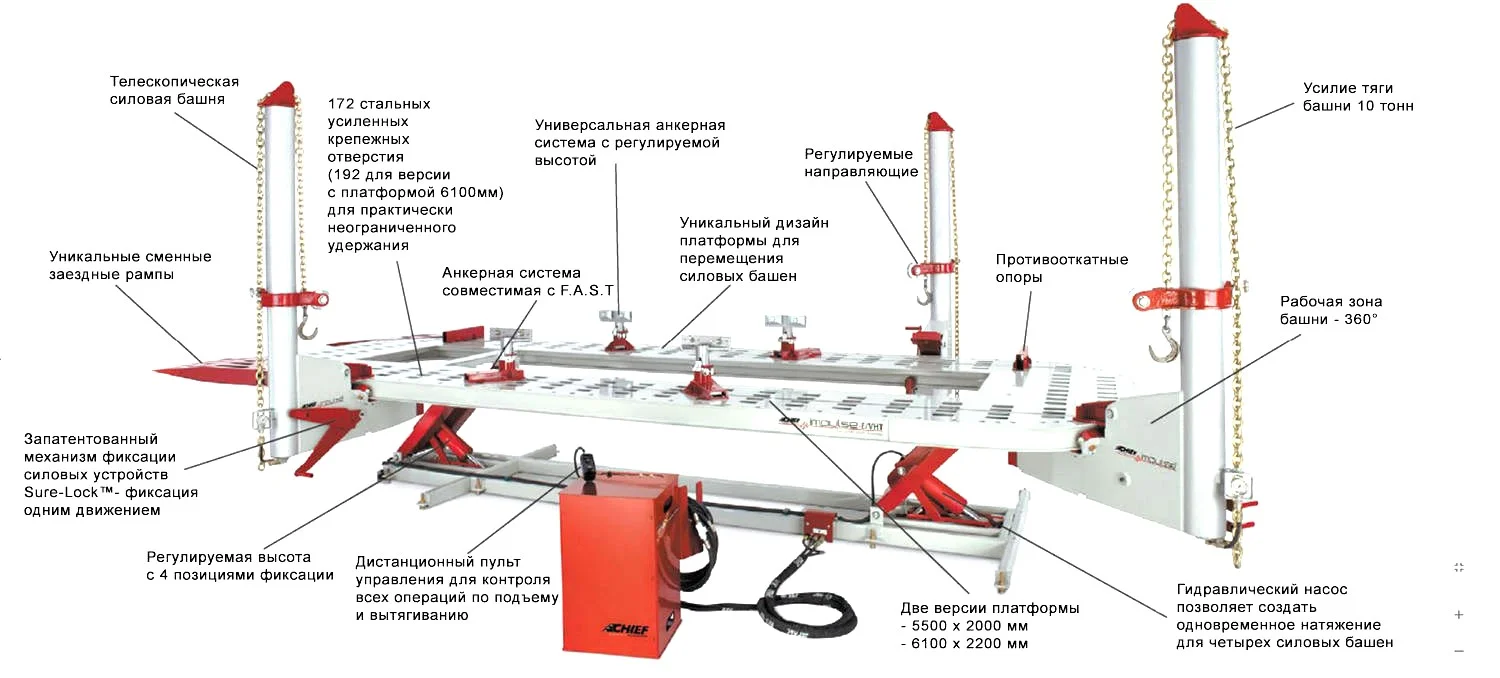 Телескопическая
силовая башня
172 стальных
усиленных
крепежных
отверстия
(192 для версии
с платформой 6100мм)
для практически
неограниченного
удержания
Универсальная анкерная
система с регулируемой
высотой
Регулируемые
направляющие
Усилие тяги
башни 10 тонн
Уникальные сменные
заездные рампы
Анкерная система
совместимая с F.A.S.T
Уникальный дизайн
платформы для
перемещения
силовых башен
Противооткатные
опоры
Рабочая зона
башни - 360°
Запатентованный
механизм фиксации
силовых устройств
Sure-Lock™- фиксация
одним движением
Регулируемая высота
с 4 позициями фиксации
Дистанционный пульт
управления для контроля
всех операций по подъему
и вытягиванию
CHIEF
Две версии платформы
- 5500 x 2000 мм
- 6100 x 2200 мм
Гидравлический насос
позволяет создать
одновременное натяжение
для четырех силовых башен